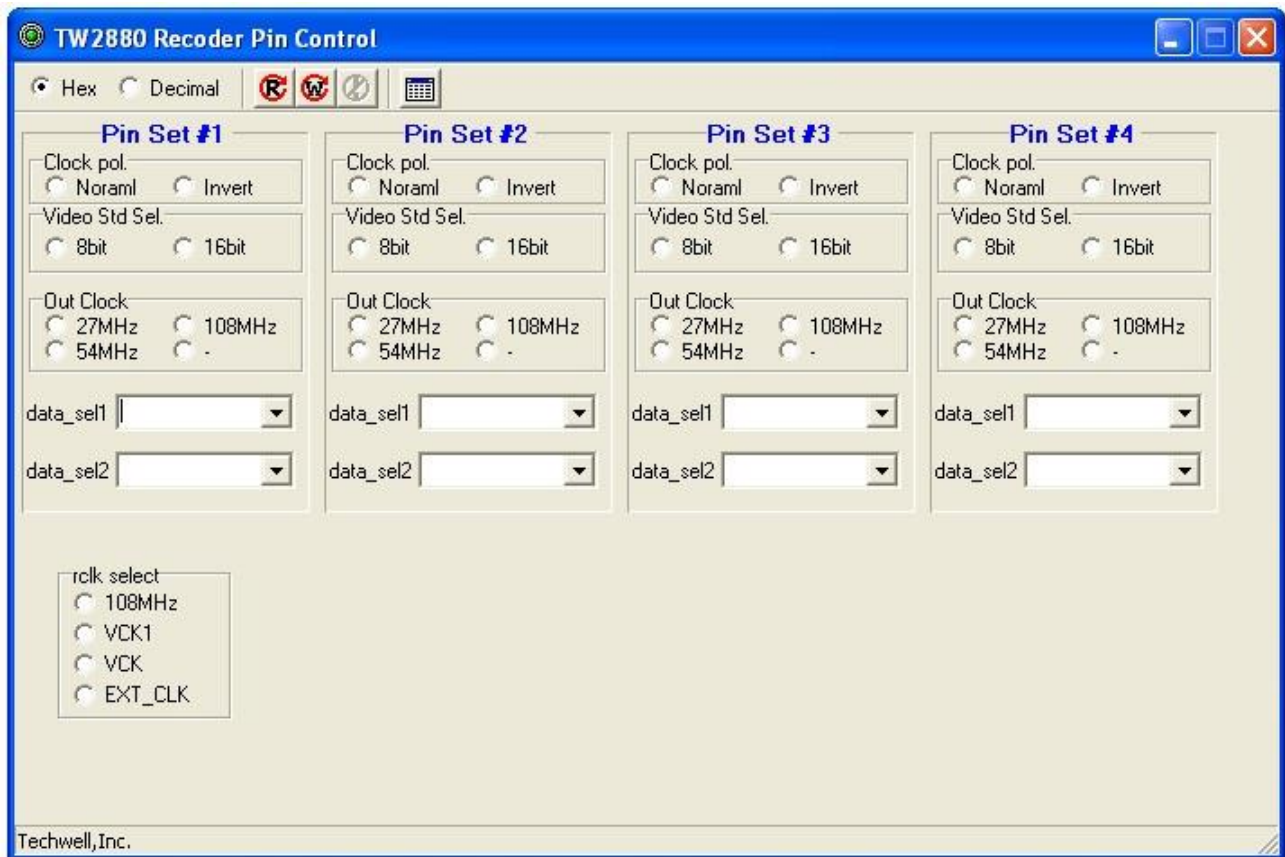 TW2880 Recoder Pin Control
Hex Decimal R W
Pin Set #1 Pin Set #2 Pin Set #3 Pin Set #4
Clock pol. Clock pol. Clock pol. Clock pol.
Noraml Invert Noraml Invert Noraml Invert Noraml Invert
Video Std Sel. Video Std Sel. Video Std Sel. Video Std Sel.
8bit 16bit 8bit 16bit 8bit 16bit 8bit 16bit
Out Clock Out Clock Out Clock Out Clock
27MHz 108MHz 27MHz 108MHz 27MHz 108MHz 27MHz 108MHz
54MHz - 54MHz - 54MHz - 54MHz -
data_sel1 data_sel1 data_sel1 data_sel1
data_sel2 data_sel2 data_sel2 data_sel2
rclk select
108MHz
VCK1
VCK
EXT_CLK
Techwell,Inc.